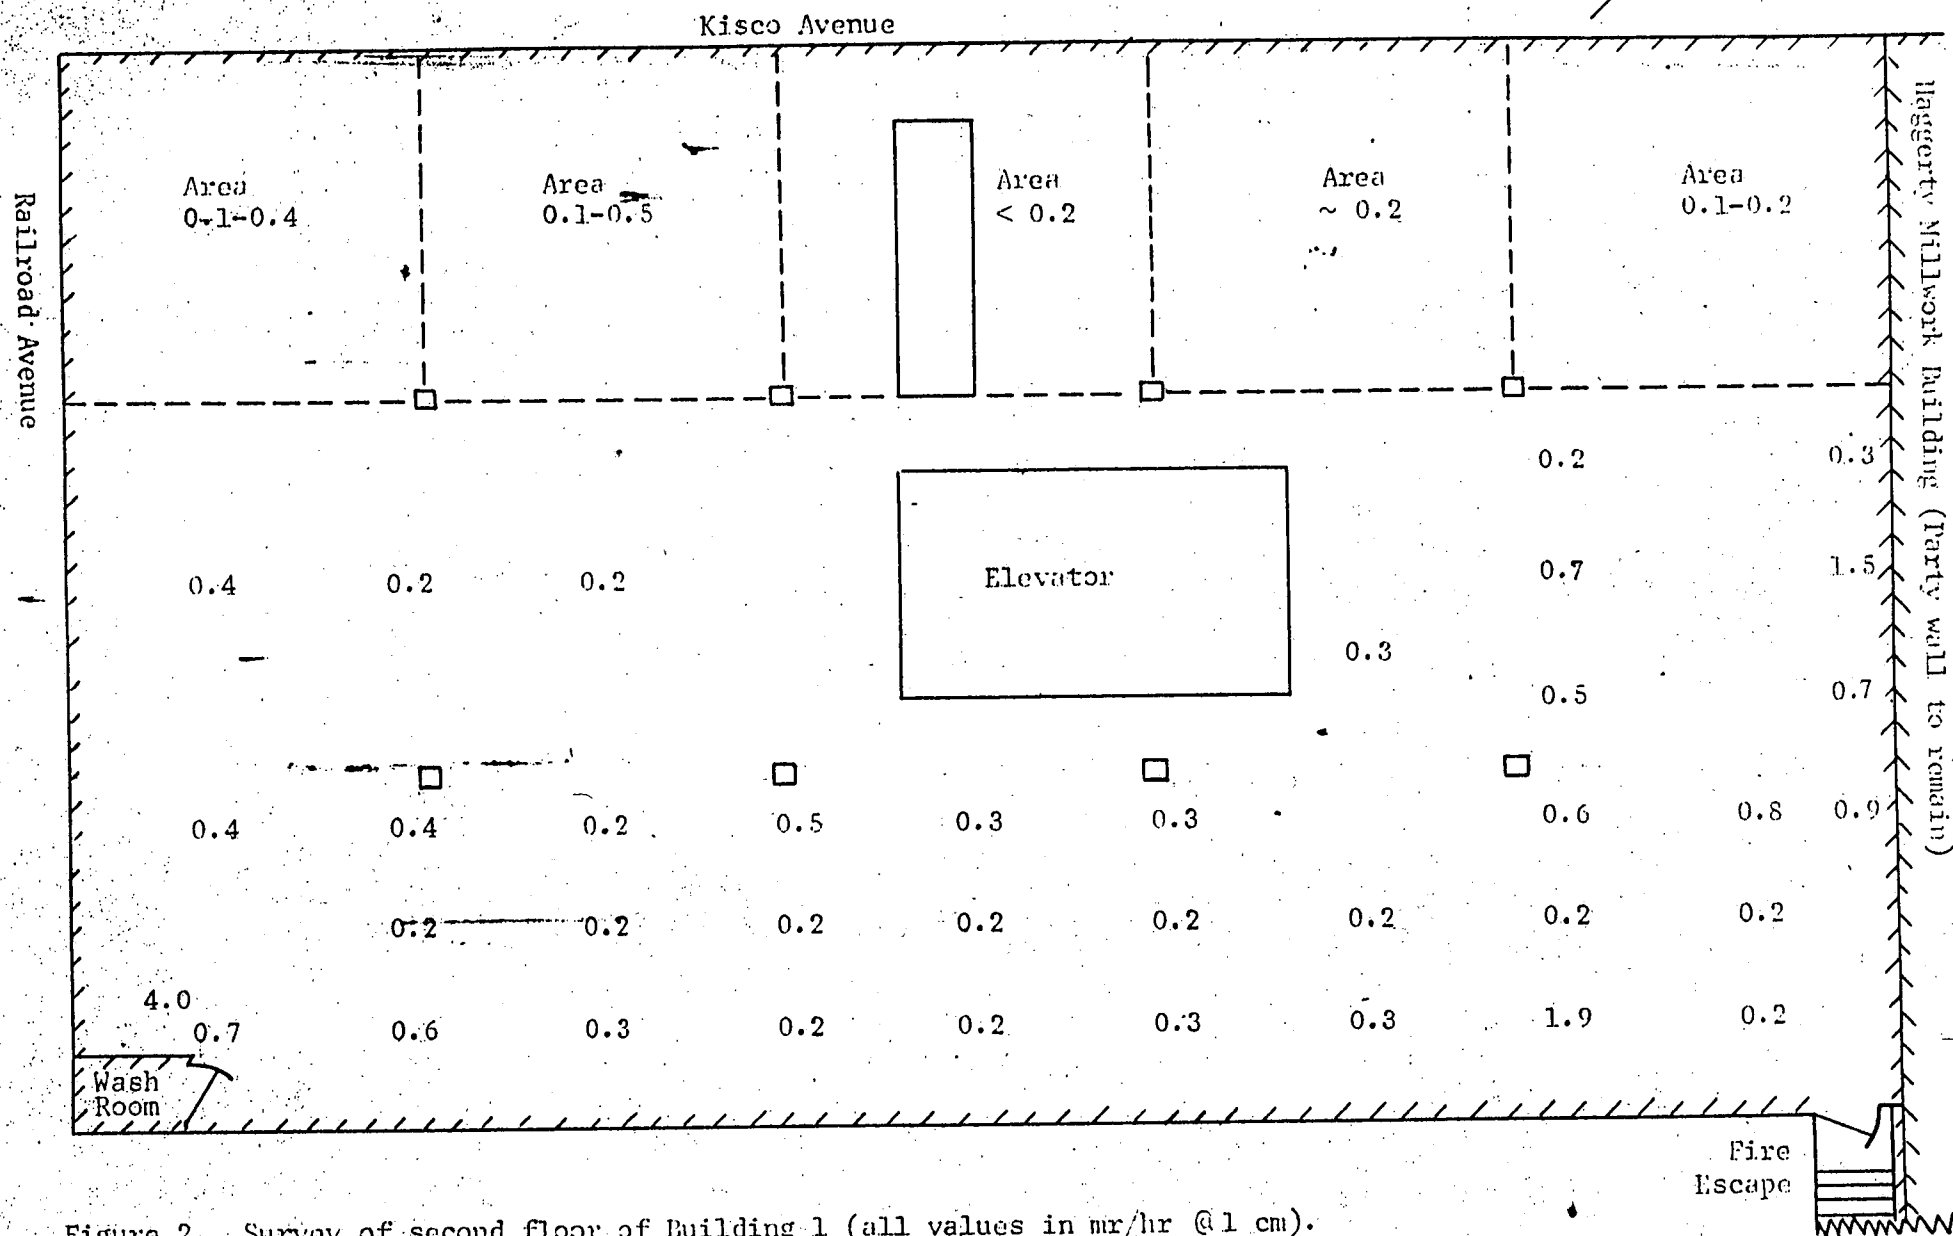 Kisco Avenue
Railroad Avenue
Haggerty Millwork Building (Party wall to remain)
Area
0.1-0.4
Area
0.1-0.5
Area
< 0.2
Area
~ 0.2
Area
0.1-0.2
0.2 0.3
0.4 0.2 0.2 Elevator 0.7 1.5
0.3
0.5 0.7
0.4 0.4 0.2 0.5 0.3 0.3 0.6 0.8 0.9
0.2 0.2 0.2 0.2 0.2 0.2 0.2 0.2
4.0
0.7 0.6 0.3 0.2 0.2 0.3 0.3 1.9 0.2
Wash
Room
Fire
Escape
Figure 2. Survey of second floor of Building 1 (all values in mr/hr @ 1 cm).